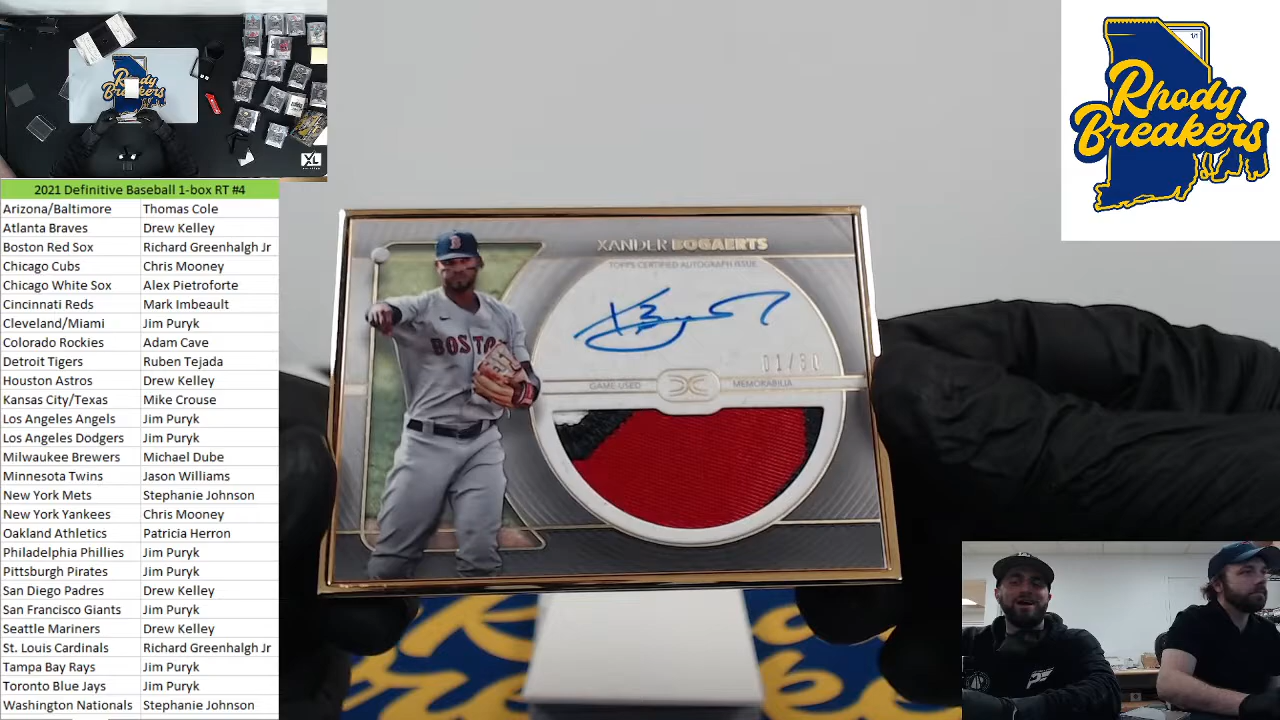 2021 Definitive Baseball 1-box RT #4
Arizona/Baltimore Thomas Cole
Atlanta Braves Drew Kelley
Boston Red Sox Richard Greenhalgh Jr
Chicago Cubs Chris Mooney
Chicago White Sox Alex Pietroforte
Cincinnati Reds Mark Imbeault
Cleveland/Miami Jim Puryk
Colorado Rockies Adam Cave
Detroit Tigers Ruben Tejada
Houston Astros Drew Kelley
Kansas City/Texas Mike Crouse
Los Angeles Angels Jim Puryk
Los Angeles Dodgers Jim Puryk
Milwaukee Brewers Michael Dube
Minnesota Twins Jason Williams
New York Mets Stephanie Johnson
New York Yankees Chris Mooney
Oakland Athletics Patricia Herron
Philadelphia Phillies Jim Puryk
Pittsburgh Pirates Jim Puryk
San Diego Padres Drew Kelley
San Francisco Giants Jim Puryk
Seattle Mariners Drew Kelley
St. Louis Cardinals Richard Greenhalgh Jr
Tampa Bay Rays Jim Puryk
Toronto Blue Jays Jim Puryk
Washington Nationals Stephanie Johnson
XANDER BOGAERTS
TOPPS CERTIFIED AUTOGRAPH ISSUE
GAME-USED MEMORABILIA
BOSTON
B
Rhody
Breakers
1/1
Rhody
Breakers
XL